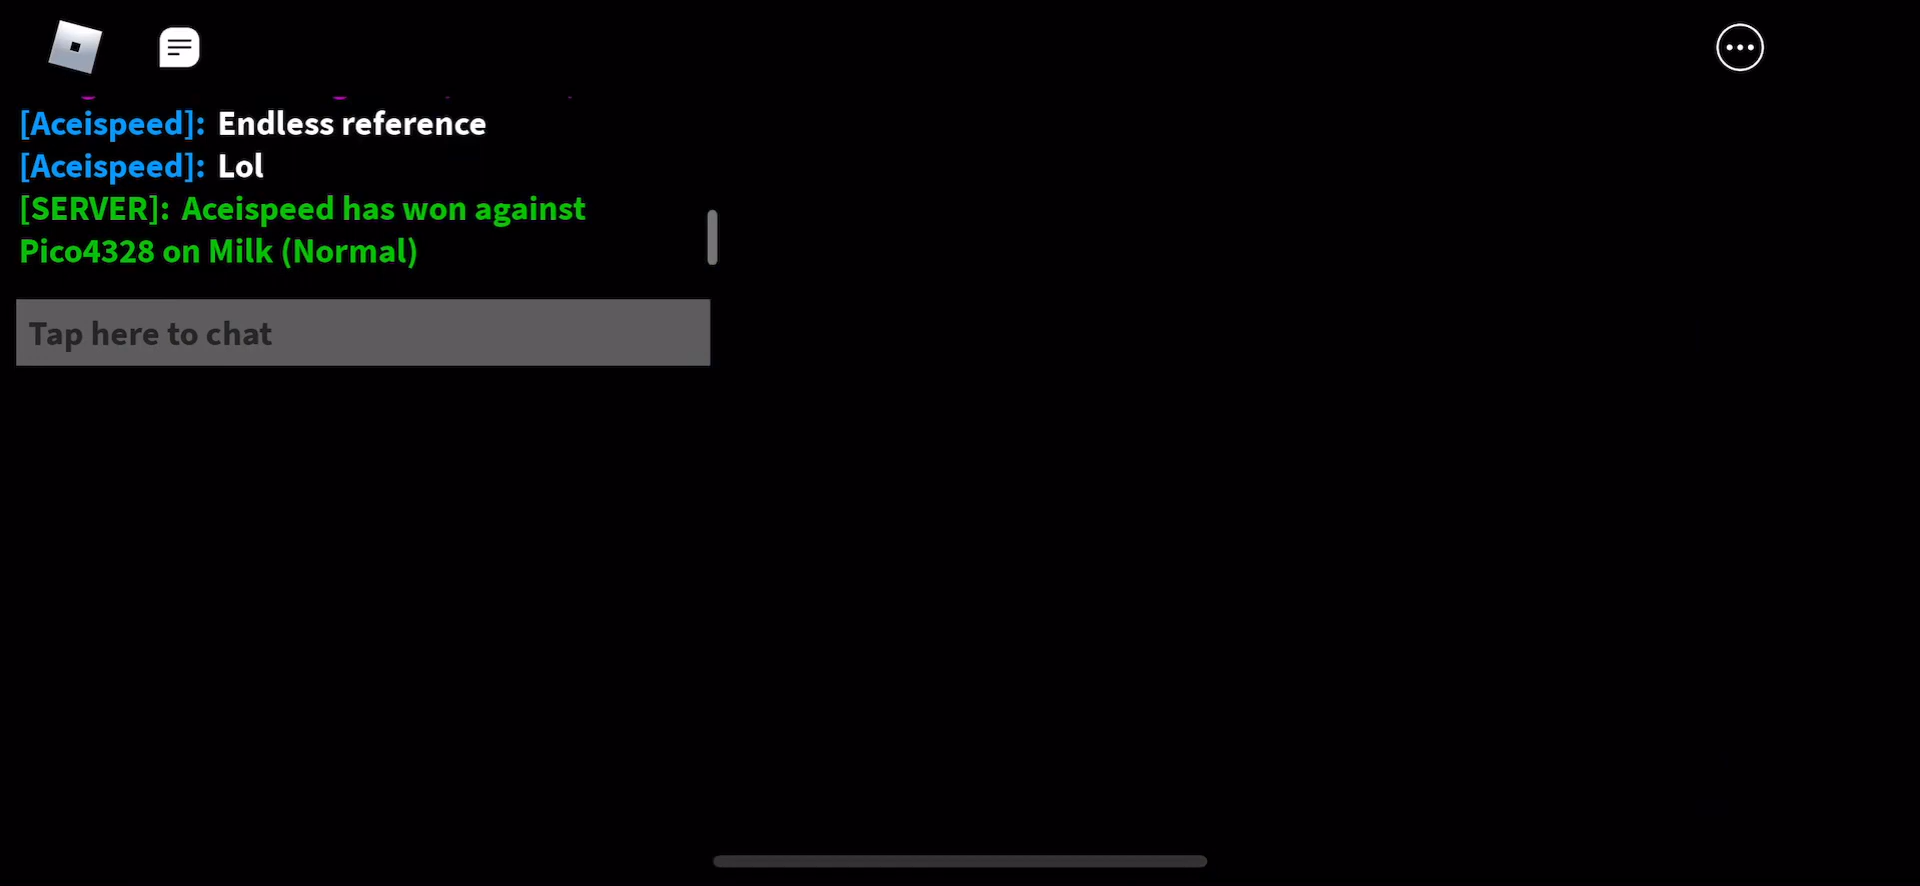 [Aceispeed]: Endless reference
[Aceispeed]: Lol
[SERVER]: Aceispeed has won against
Pico4328 on Milk (Normal)
Tap here to chat